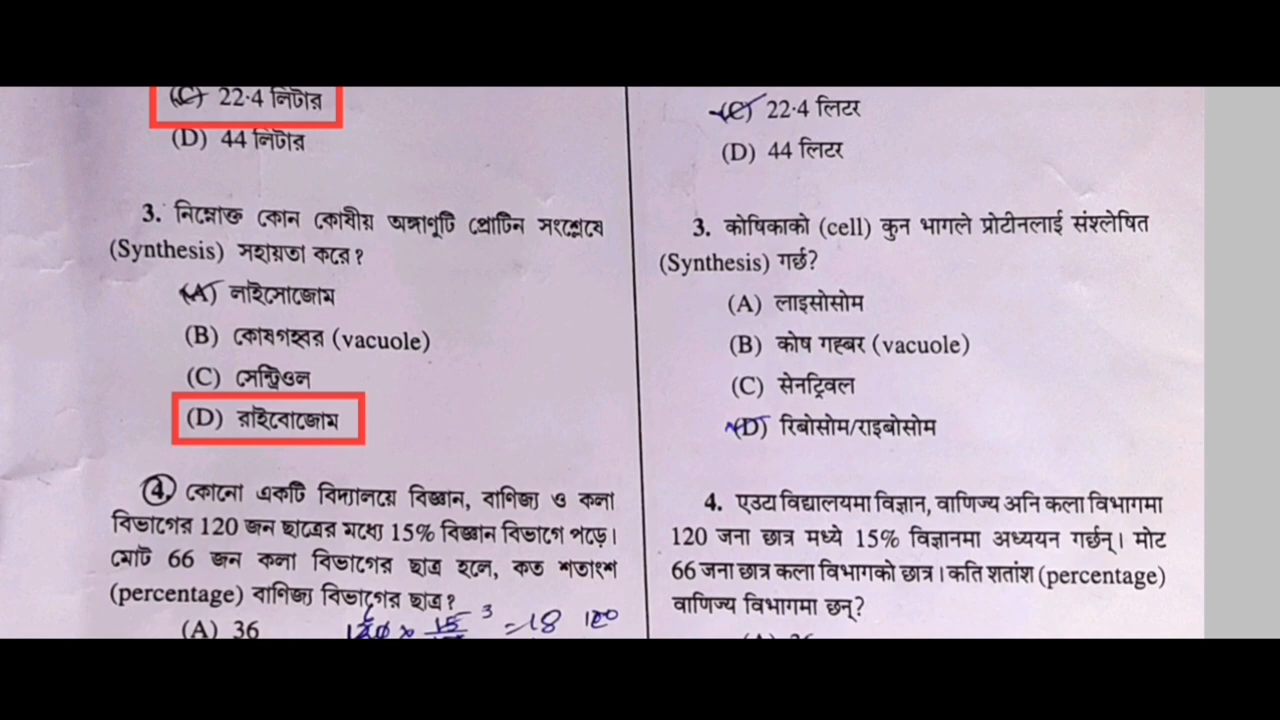 (C) 22·4 লিটার
(D) 44 লিটার
3. নিম্নোক্ত কোন কোষীয় অঙ্গাণুটি প্রোটিন সংশ্লেষে
(Synthesis) সহায়তা করে?
(A) লাইসোজোম
(B) কোষগহ্বর (vacuole)
(C) সেন্ট্রিওল
(D) রাইবোজোম
4. কোনো একটি বিদ্যালয়ে বিজ্ঞান, বাণিজ্য ও কলা
বিভাগের 120 জন ছাত্রের মধ্যে 15% বিজ্ঞান বিভাগে পড়ে।
মোট 66 জন কলা বিভাগের ছাত্র হলে, কত শতাংশ
(percentage) বাণিজ্য বিভাগের ছাত্র?
(A) 36
(C) 22·4 लिटर
(D) 44 लिटर
3. कोषिकाको (cell) कुन भागले प्रोटीनलाई संश्लेषित
(Synthesis) गर्छ?
(A) लाइसोसोम
(B) कोष गह्बर (vacuole)
(C) सेनट्रिवल
(D) रिबोसोम/राइबोसोम
4. एउटा विद्यालयमा विज्ञान, वाणिज्य अनि कला विभागमा
120 जना छात्र मध्ये 15% विज्ञानमा अध्ययन गर्छन्। मोट
66 जना छात्र कला विभागको छात्र। कति शतांश (percentage)
वाणिज्य विभागमा छन्?